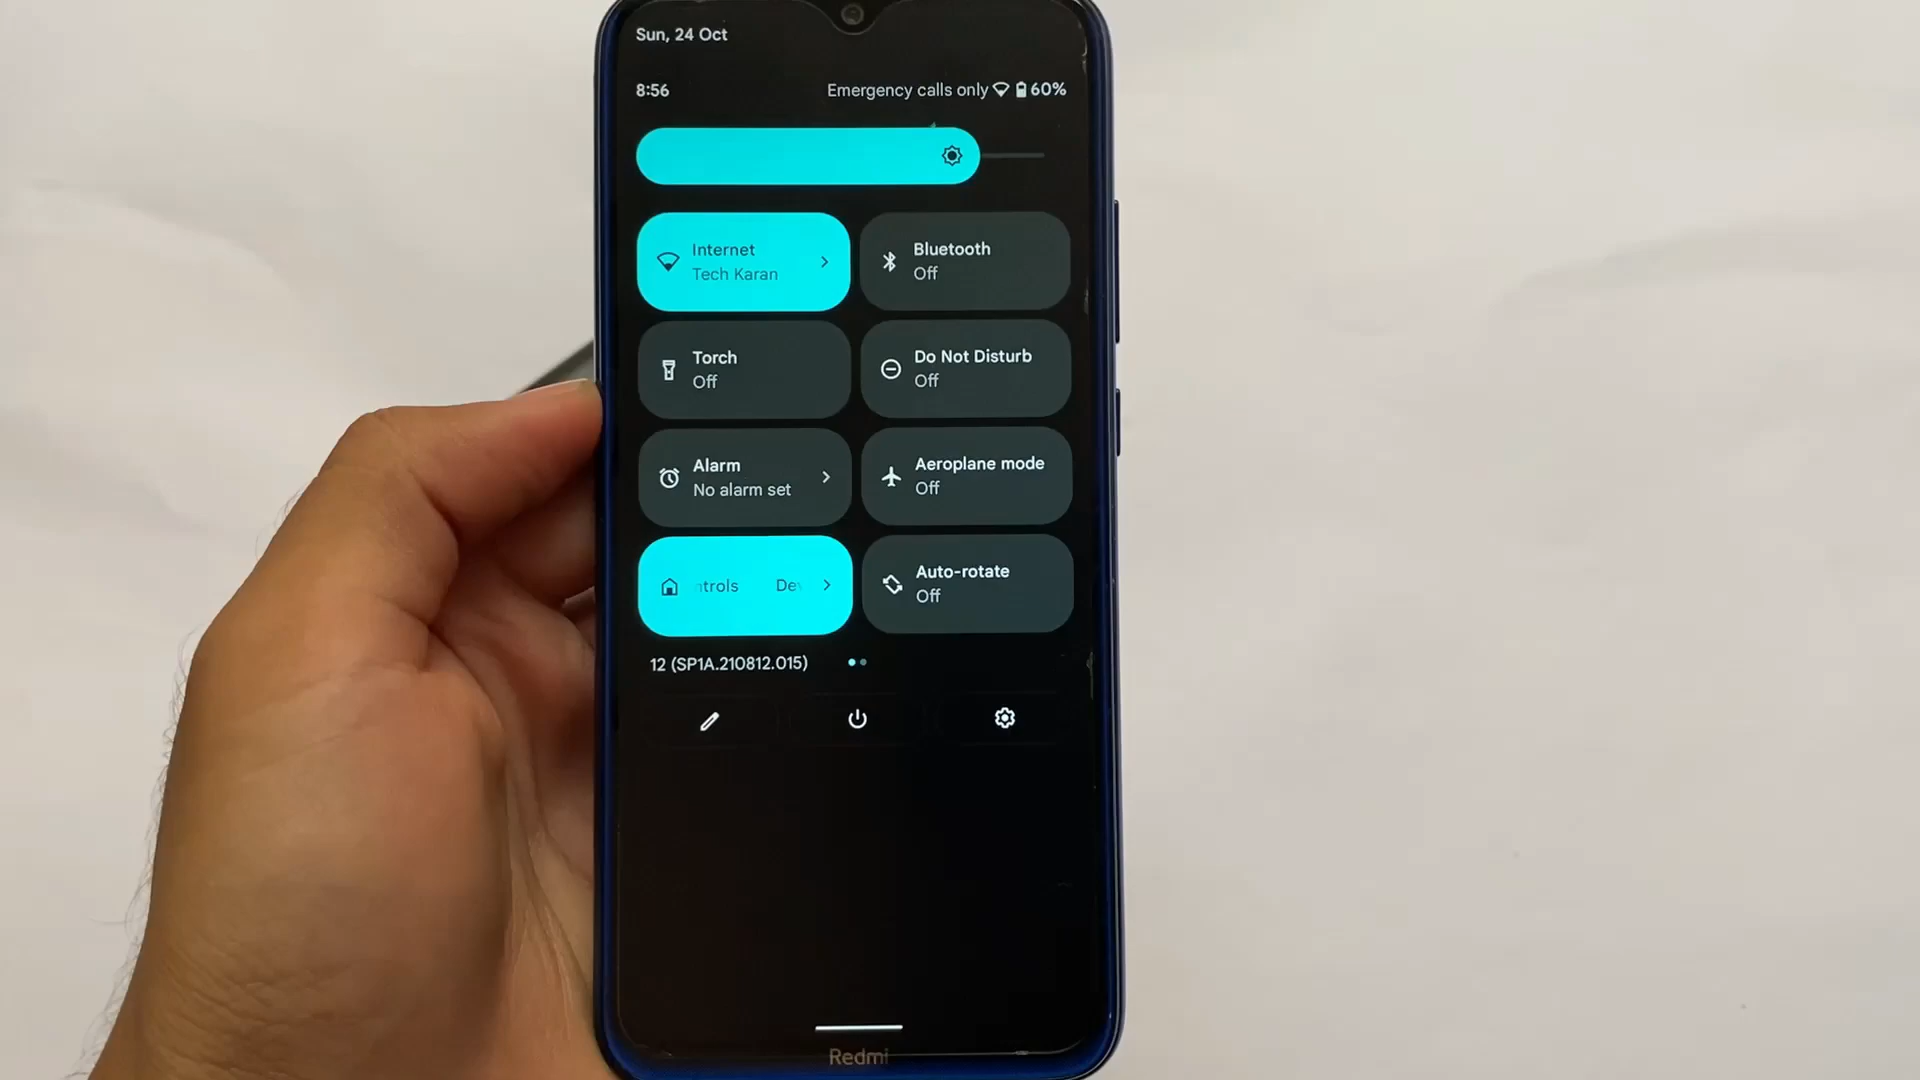 Sun, 24 Oct
8:56
Emergency calls only 60%
Internet
Tech Karan
Bluetooth
Off
Torch
Off
Do Not Disturb
Off
Alarm
No alarm set
Aeroplane mode
Off
ntrols Dev
Auto-rotate
Off
12 (SP1A.210812.015)
Redmi